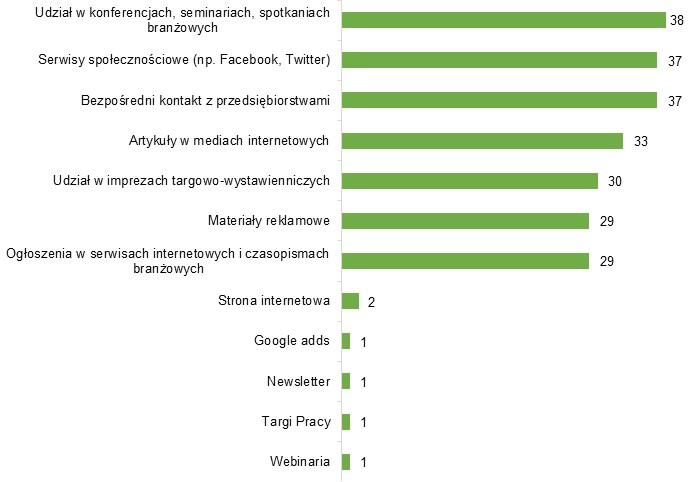 Udział w konferencjach, seminariach, spotkaniach
branżowych
38
Serwisy społecznościowe (np. Facebook, Twitter)
37
Bezpośredni kontakt z przedsiębiorstwami
37
Artykuły w mediach internetowych
33
Udział w imprezach targowo-wystawienniczych
30
Materiały reklamowe
29
Ogłoszenia w serwisach internetowych i czasopismach
branżowych
29
Strona internetowa
2
Google adds
1
Newsletter
1
Targi Pracy
1
Webinaria
1